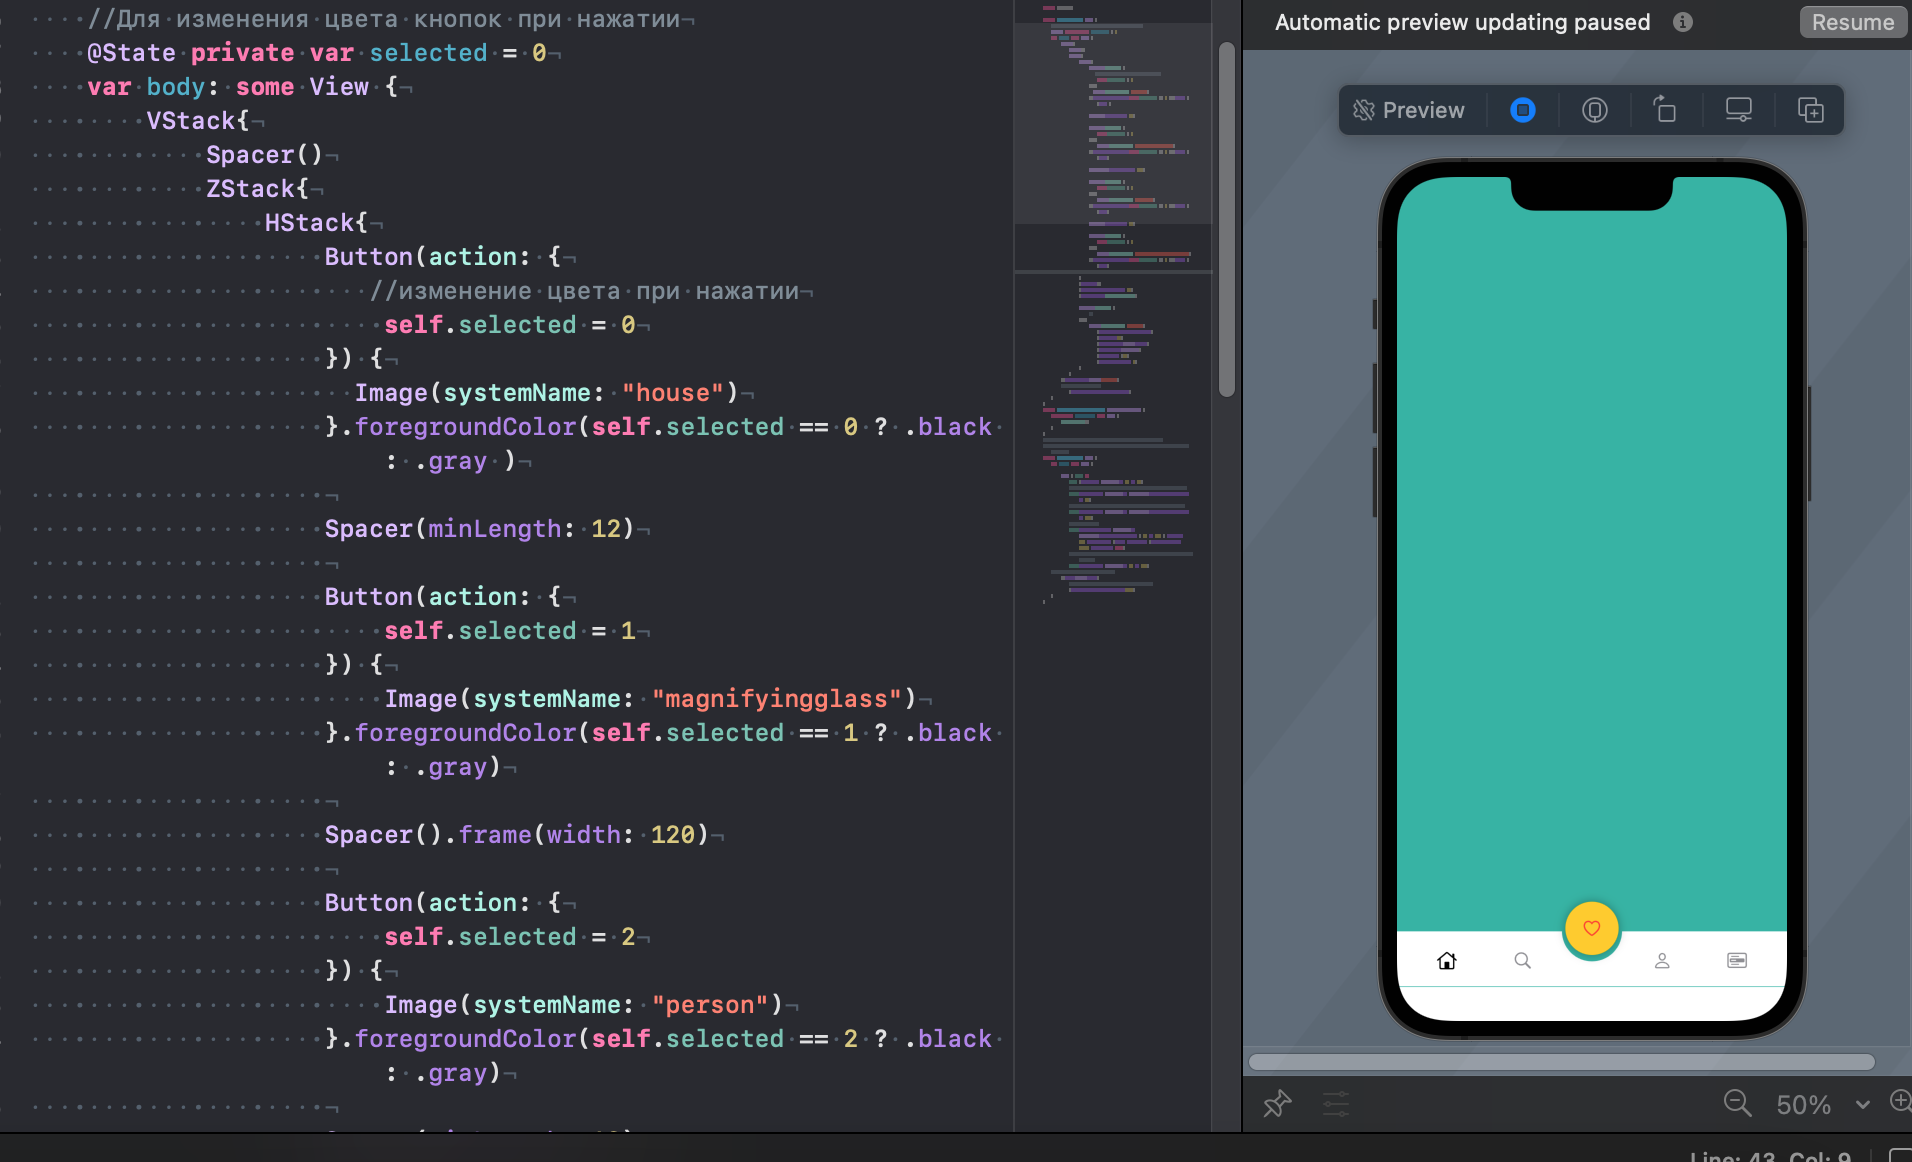 //Для изменения цвета кнопок при нажатии
@State private var selected = 0
var body: some View {
VStack{
Spacer()
ZStack{
HStack{
Button(action: {
//изменение цвета при нажатии
self.selected = 0
}) {
Image(systemName: "house")
}.foregroundColor(self.selected == 0 ? .black
: .gray )
Spacer(minLength: 12)
Button(action: {
self.selected = 1
}) {
Image(systemName: "magnifyingglass")
}.foregroundColor(self.selected == 1 ? .black
: .gray)
Spacer().frame(width: 120)
Button(action: {
self.selected = 2
}) {
Image(systemName: "person")
}.foregroundColor(self.selected == 2 ? .black
: .gray)
Automatic preview updating paused
Resume
Preview
50%
Line: 43 Col: 9